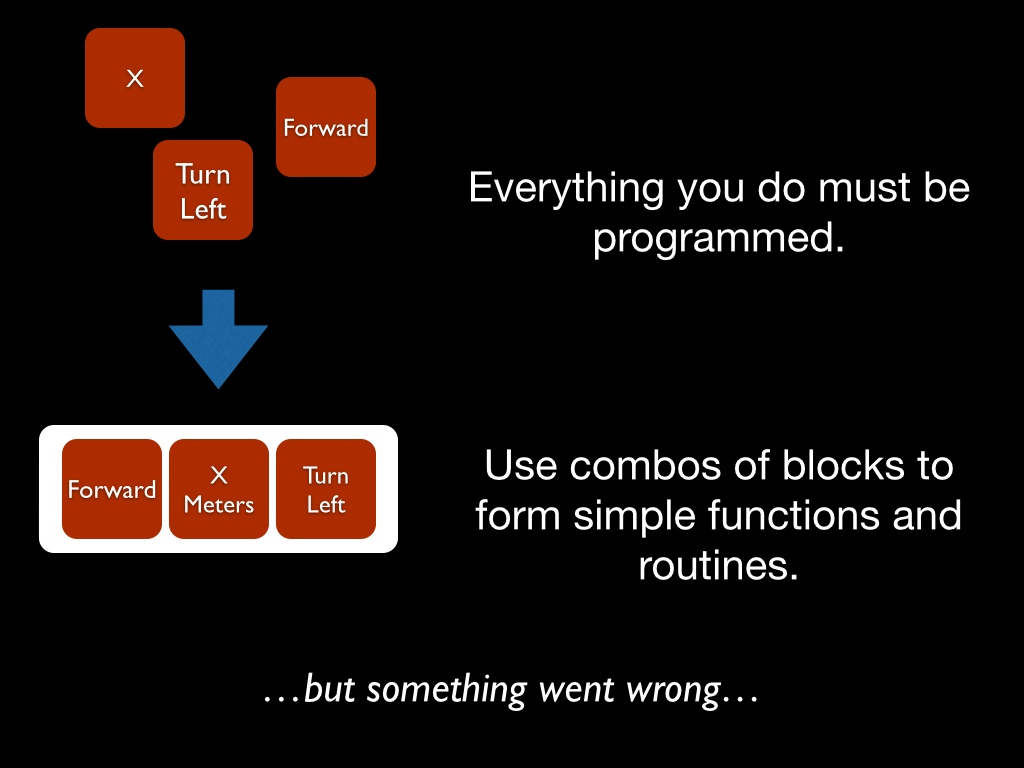 X
Forward
Turn
Left
Everything you do must be
programmed.
Forward
X
Meters
Turn
Left
Use combos of blocks to
form simple functions and
routines.
…but something went wrong…